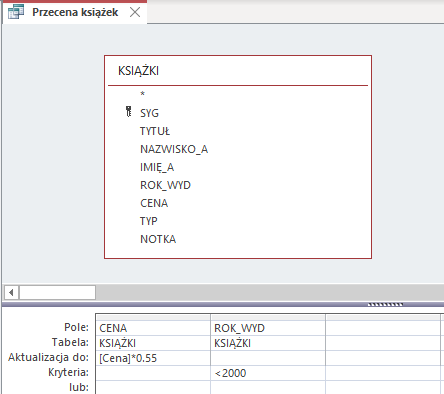 Przecena książek
KSIĄŻKI
*
SYG
TYTUŁ
NAZWISKO_A
IMIĘ_A
ROK_WYD
CENA
TYP
NOTKA
Pole: CENA ROK_WYD
Tabela: KSIĄŻKI KSIĄŻKI
Aktualizacja do: [Cena]*0.55
Kryteria: <2000
lub: